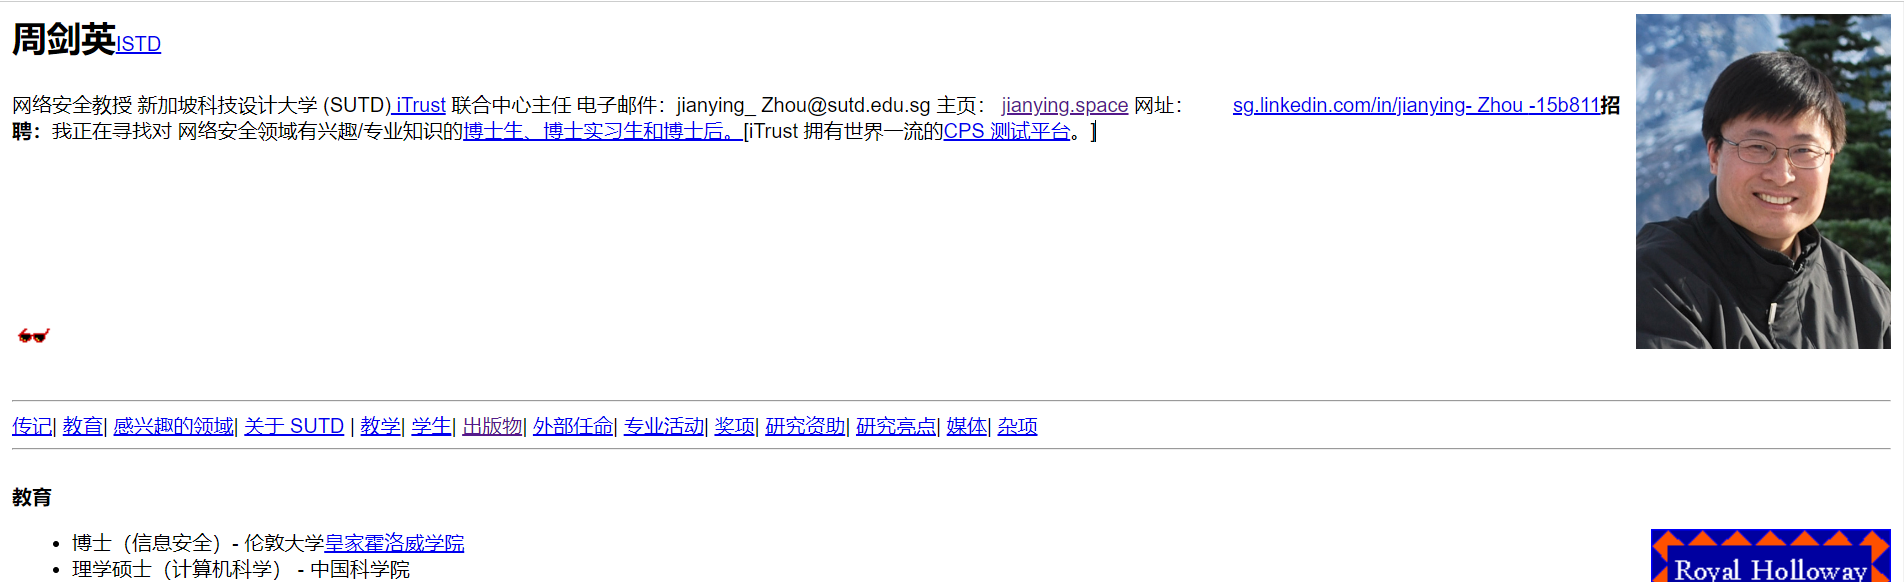 周剑英ISTD
网络安全教授 新加坡科技设计大学 (SUTD) iTrust 联合中心主任 电子邮件：jianying_ Zhou@sutd.edu.sg 主页： jianying.space 网址： sg.linkedin.com/in/jianying- Zhou -15b811招
聘：我正在寻找对 网络安全领域有兴趣/专业知识的博士生、博士实习生和博士后。[iTrust 拥有世界一流的CPS 测试平台。]
传记| 教育| 感兴趣的领域| 关于 SUTD | 教学| 学生| 出版物| 外部任命| 专业活动| 奖项| 研究资助| 研究亮点| 媒体| 杂项
教育
• 博士（信息安全）- 伦敦大学皇家霍洛威学院
• 理学硕士（计算机科学） - 中国科学院
Royal Holloway